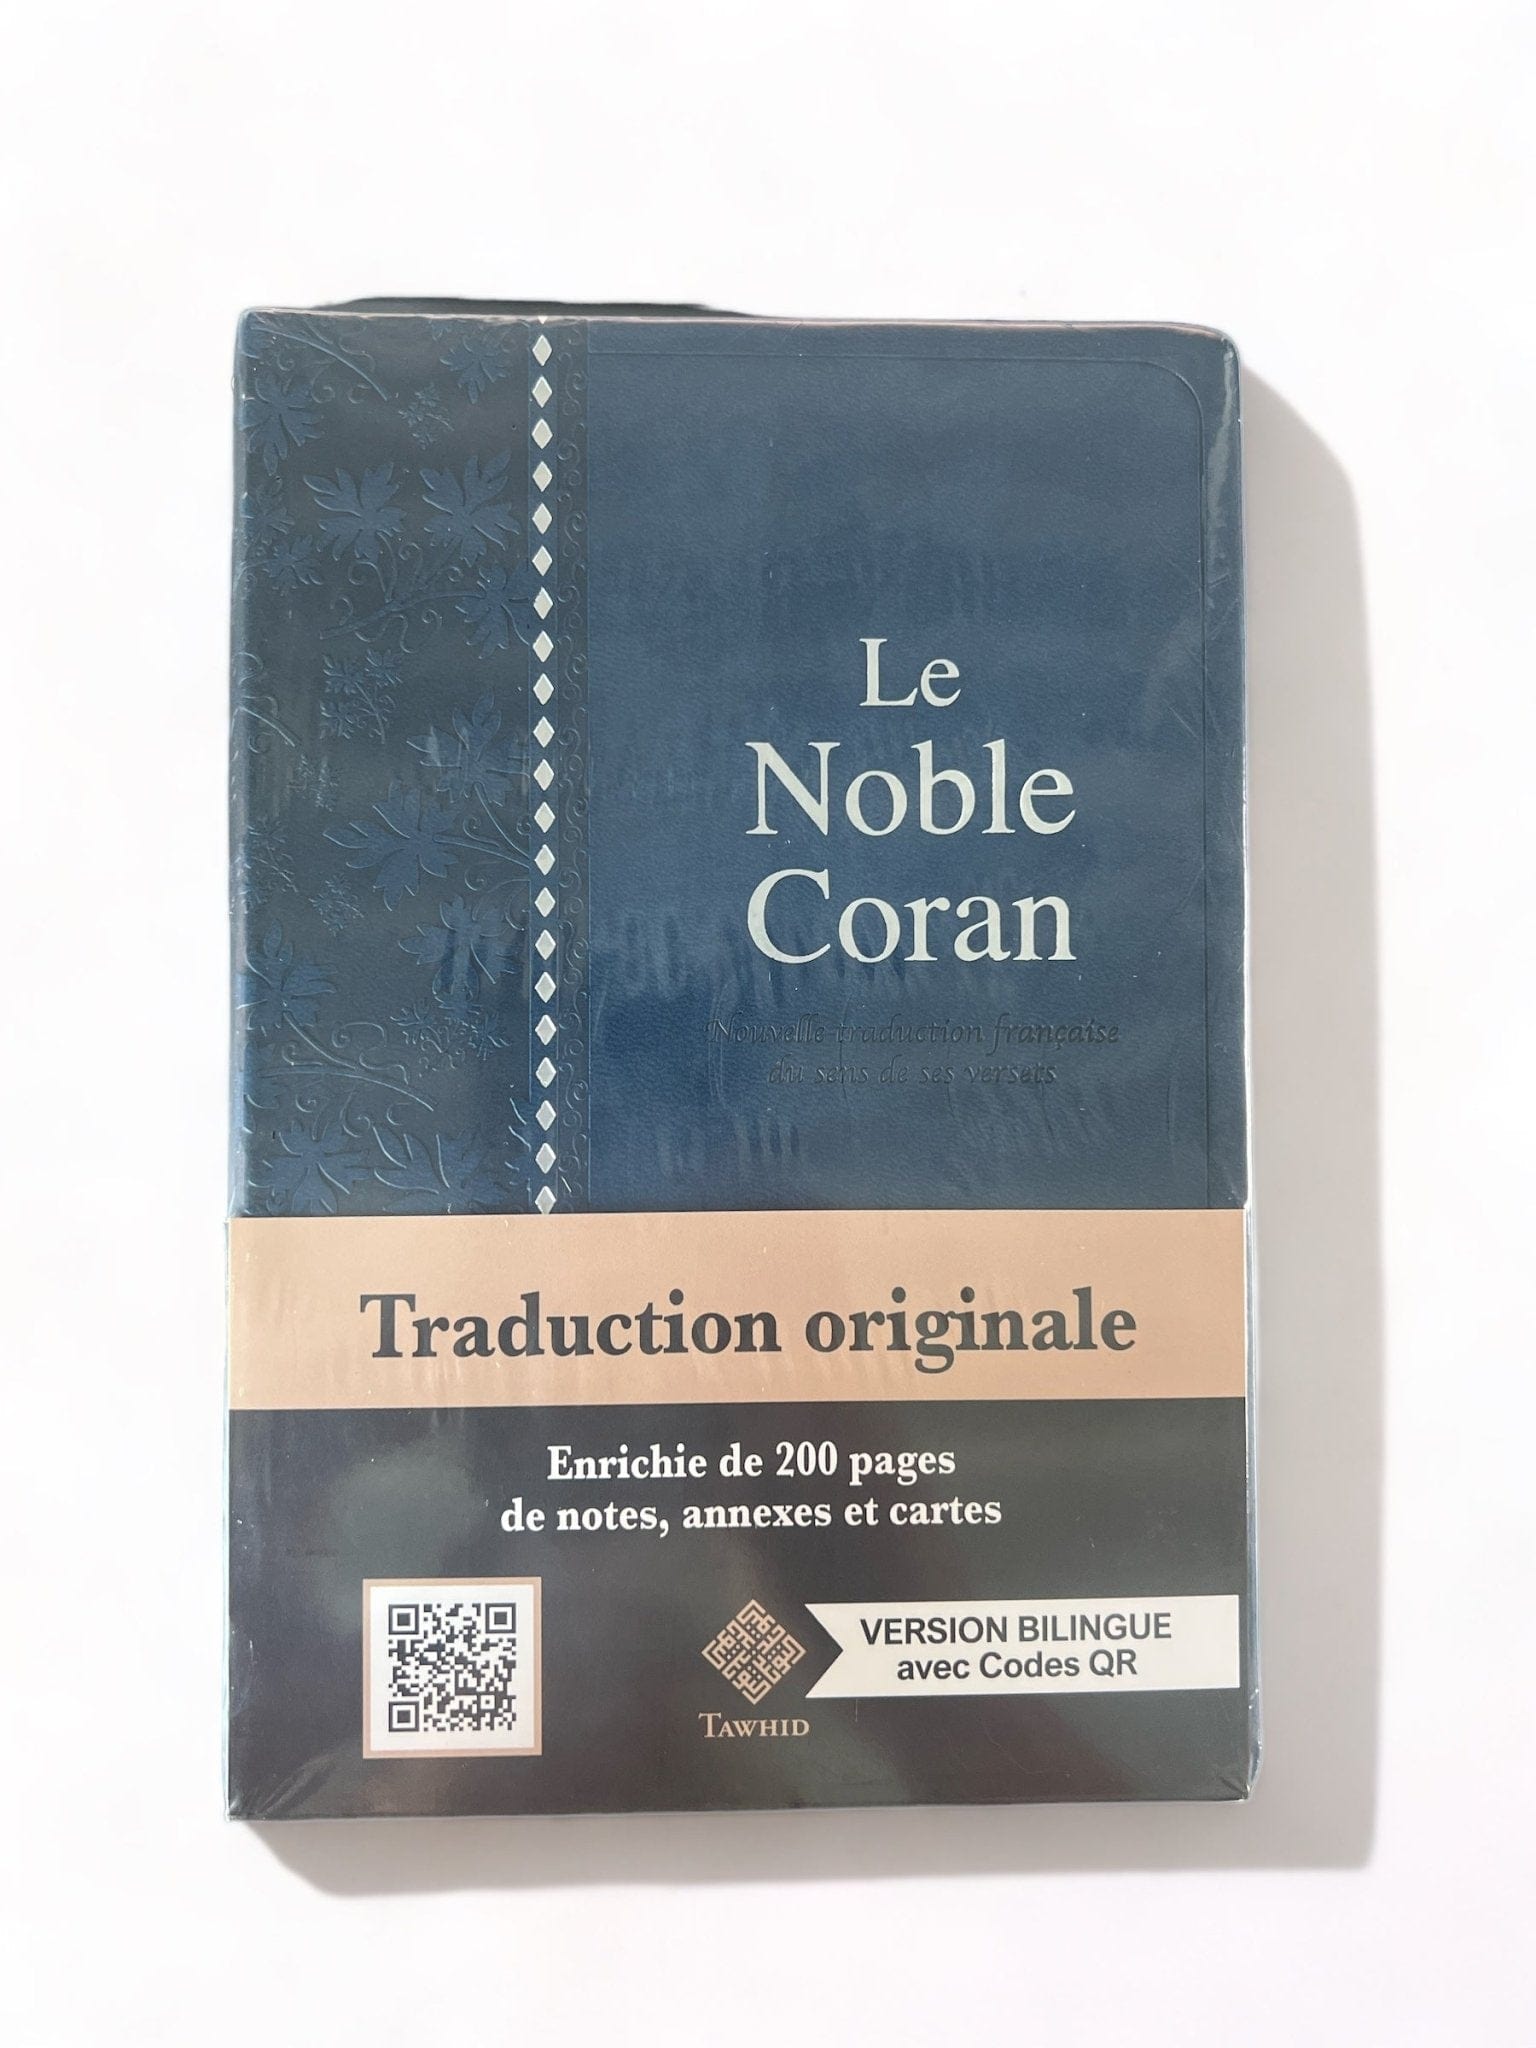 Le
Noble
Coran
Nouvelle traduction française
du sens de ses versets
Traduction originale
Enrichie de 200 pages
de notes, annexes et cartes
VERSION BILINGUE
avec Codes QR
TAWHID